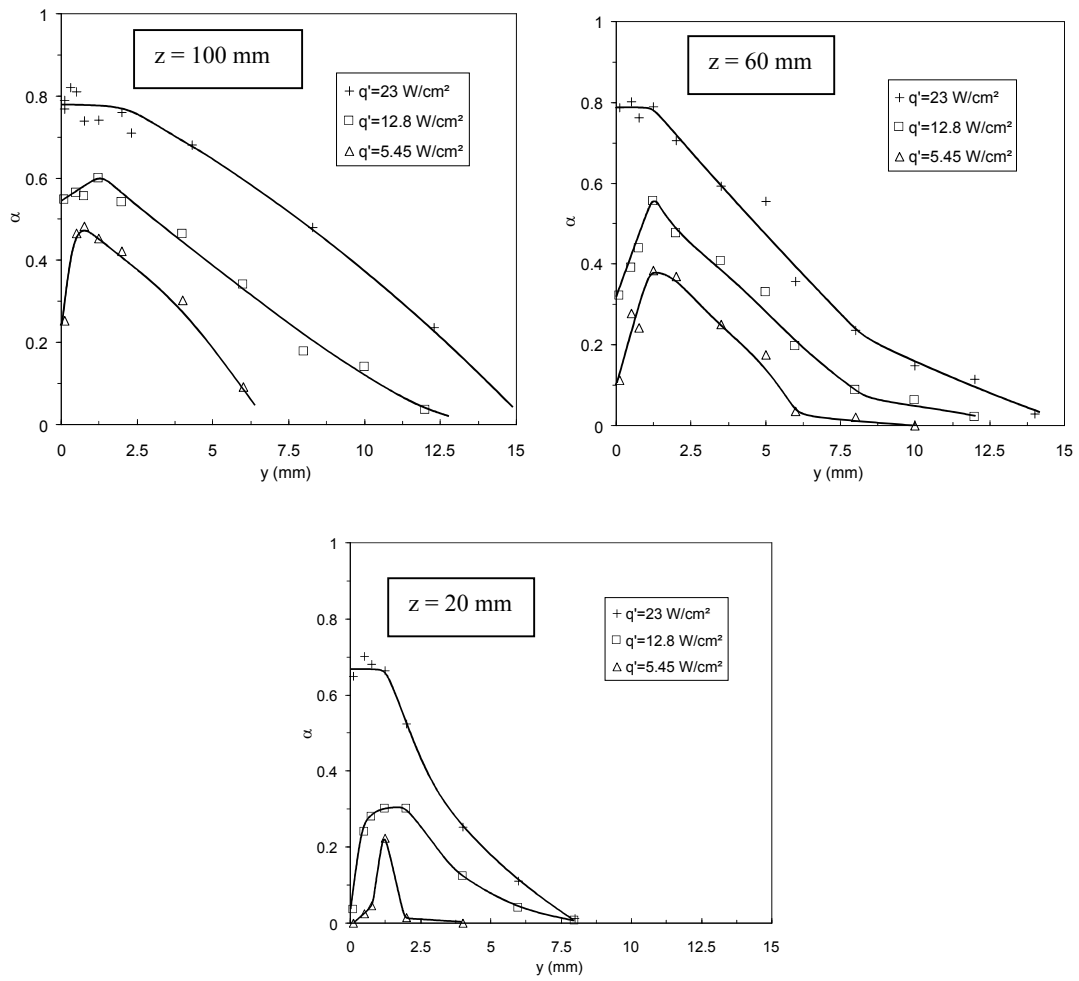 z = 100 mm
q'=23 W/cm²
q'=12.8 W/cm²
q'=5.45 W/cm²
1
0.8
0.6
0.4
0.2
0
α
0 2.5 5 7.5 10 12.5 15
y (mm)
z = 60 mm
q'=23 W/cm²
q'=12.8 W/cm²
q'=5.45 W/cm²
1
0.8
0.6
0.4
0.2
0
α
0 2.5 5 7.5 10 12.5 15
y (mm)
z = 20 mm
q'=23 W/cm²
q'=12.8 W/cm²
q'=5.45 W/cm²
1
0.8
0.6
0.4
0.2
0
α
0 2.5 5 7.5 10 12.5 15
y (mm)